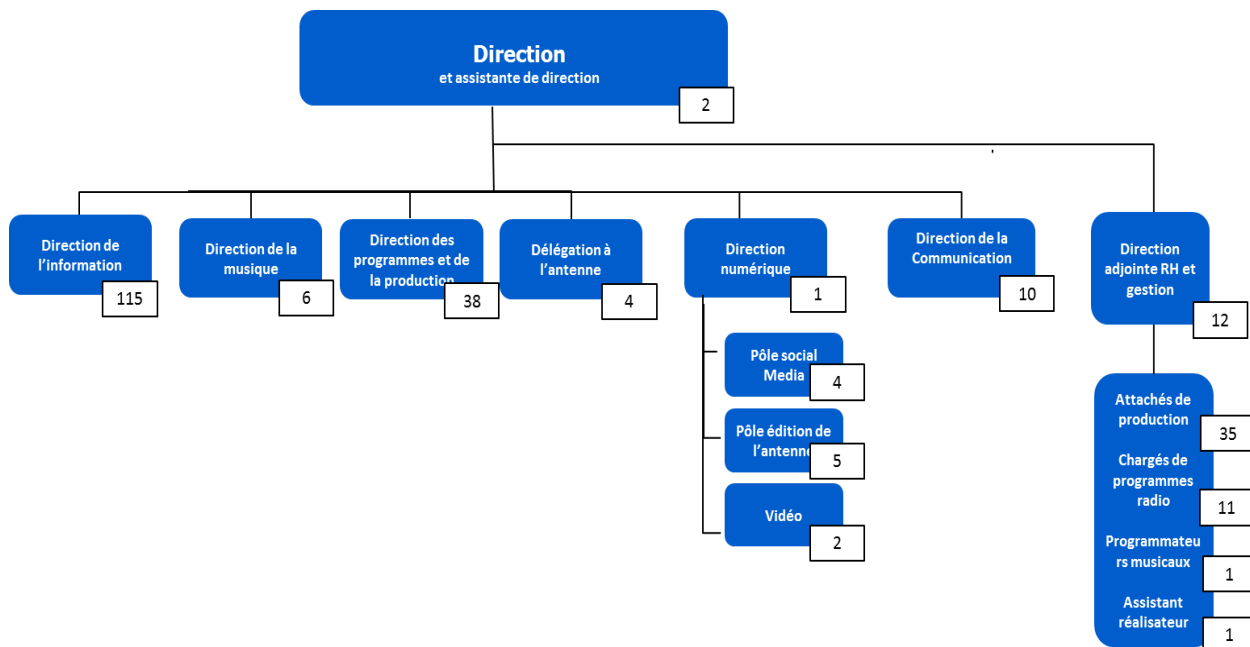 Direction
et assistante de direction
2
Direction de
l’information
115
Direction de la
musique
6
Direction des
programmes et de
la production
38
Délégation à
l’antenne
4
Direction
numérique
1
Direction de la
Communication
10
Direction
adjointe RH et
gestion
12
Pôle social
Media
4
Pôle édition de
l’antenne
5
Vidéo
2
Attachés de
production
35
Chargés de
programmes
radio
11
Programmateu
rs musicaux
1
Assistant
réalisateur
1